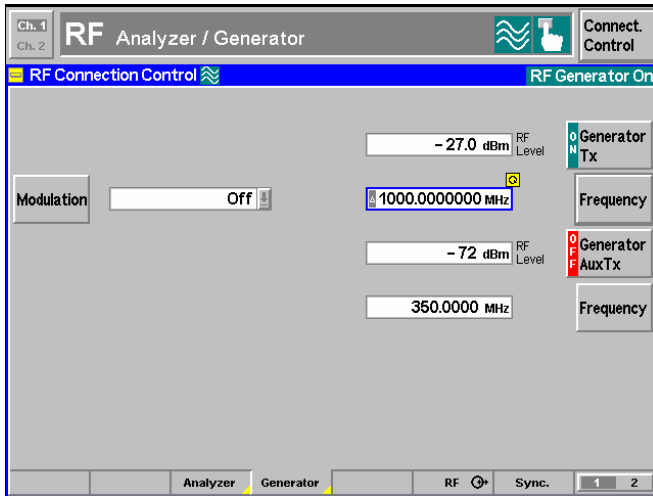 Ch. 1
Ch. 2
RF Analyzer / Generator
Connect.
Control
RF Connection Control
RF Generator On
– 27.0 dBm
RF
Level
ON
Generator
Tx
Modulation
Off
1000.0000000 MHz
Frequency
– 72 dBm
RF
Level
OFF
Generator
AuxTx
350.0000 MHz
Frequency
Analyzer
Generator
RF
Sync.
1 2